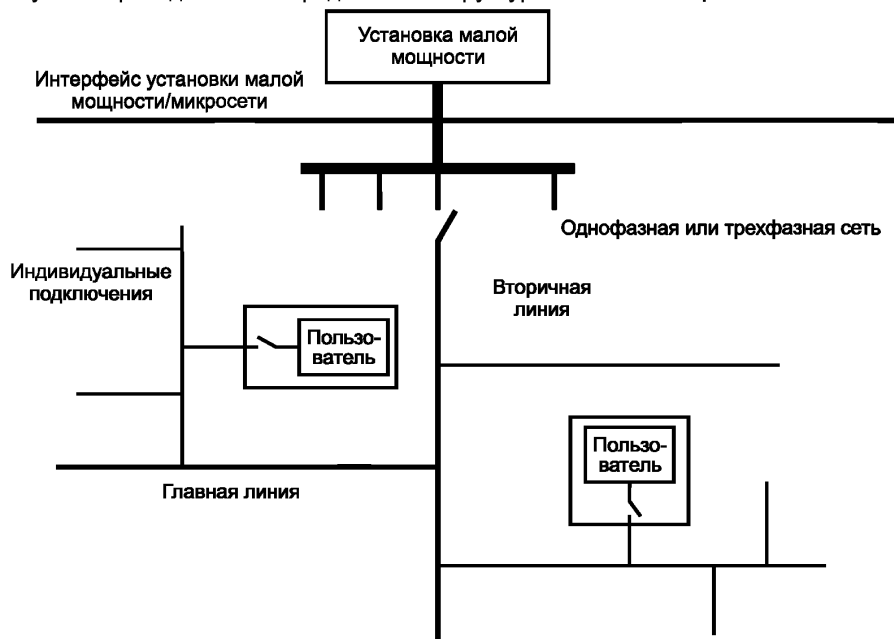 Установка малой
мощности
Интерфейс установки малой
мощности/микросети
Однофазная или трехфазная сеть
Индивидуальные
подключения
Вторичная
линия
Пользо-
ватель
Пользо-
ватель
Главная линия